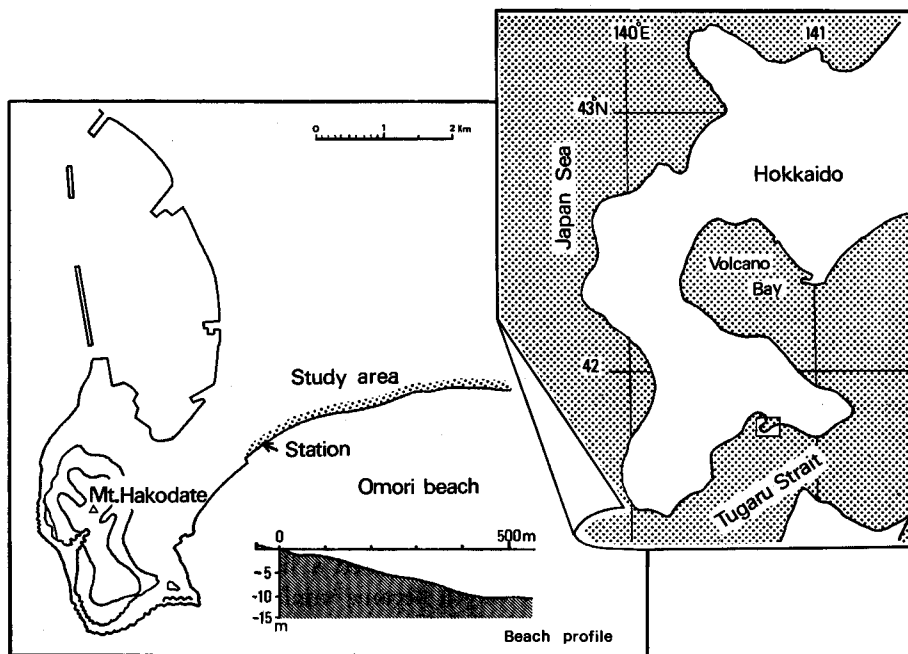 140°E
141
43°N
Japan Sea
Hokkaido
Volcano
Bay
42
Tugaru Strait
0 1 2 Km
Study area
Station
Mt.Hakodate
Omori beach
0 500m
-5
-10
-15
m
Beach profile